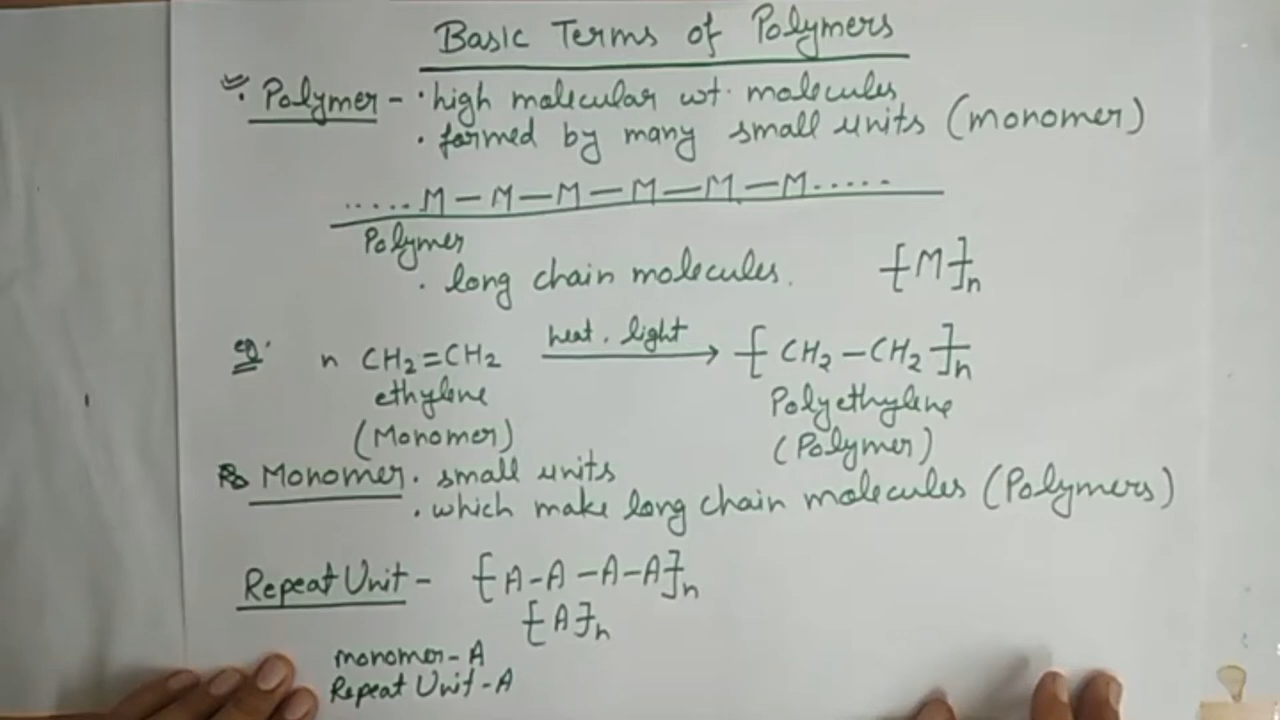 Basic Terms of Polymers
Polymer - · high molecular wt. molecules
· formed by many small units (monomer)
.....M-M-M-M-M-M.....
Polymer
· long chain molecules. [M]n
eg. n CH₂=CH₂ heat, light → [CH₂-CH₂]n
ethylene Polyethylene
(Monomer) (Polymer)
Monomer · small units
· which make long chain molecules (Polymers)
Repeat Unit - [A-A-A-A]n
[A]n
monomer-A
Repeat Unit-A